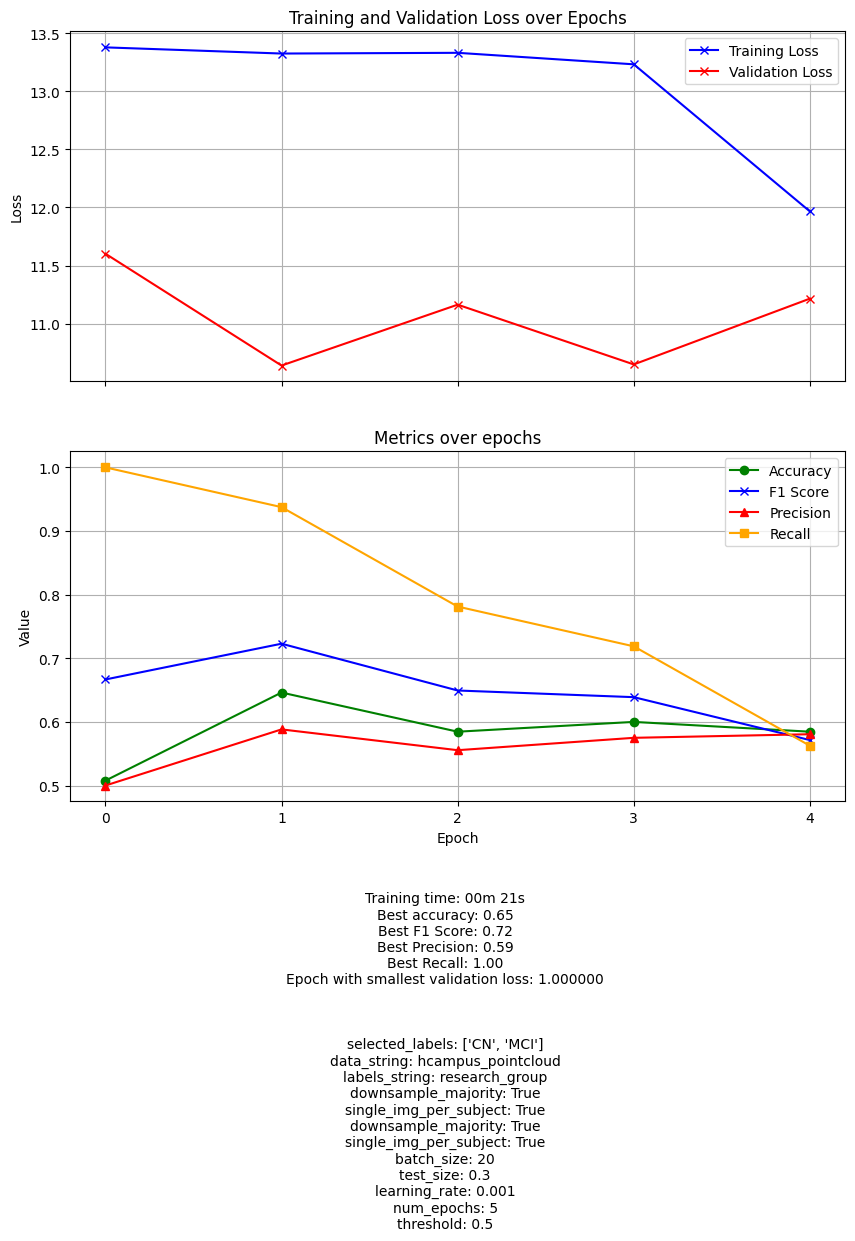 Training and Validation Loss over Epochs
13.5
13.0
12.5
12.0
11.5
11.0
Loss
Training Loss
Validation Loss
Metrics over epochs
1.0
0.9
0.8
0.7
0.6
0.5
Value
Accuracy
F1 Score
Precision
Recall
0 1 2 3 4
Epoch
Training time: 00m 21s
Best accuracy: 0.65
Best F1 Score: 0.72
Best Precision: 0.59
Best Recall: 1.00
Epoch with smallest validation loss: 1.000000
selected_labels: ['CN', 'MCI']
data_string: hcampus_pointcloud
labels_string: research_group
downsample_majority: True
single_img_per_subject: True
downsample_majority: True
single_img_per_subject: True
batch_size: 20
test_size: 0.3
learning_rate: 0.001
num_epochs: 5
threshold: 0.5